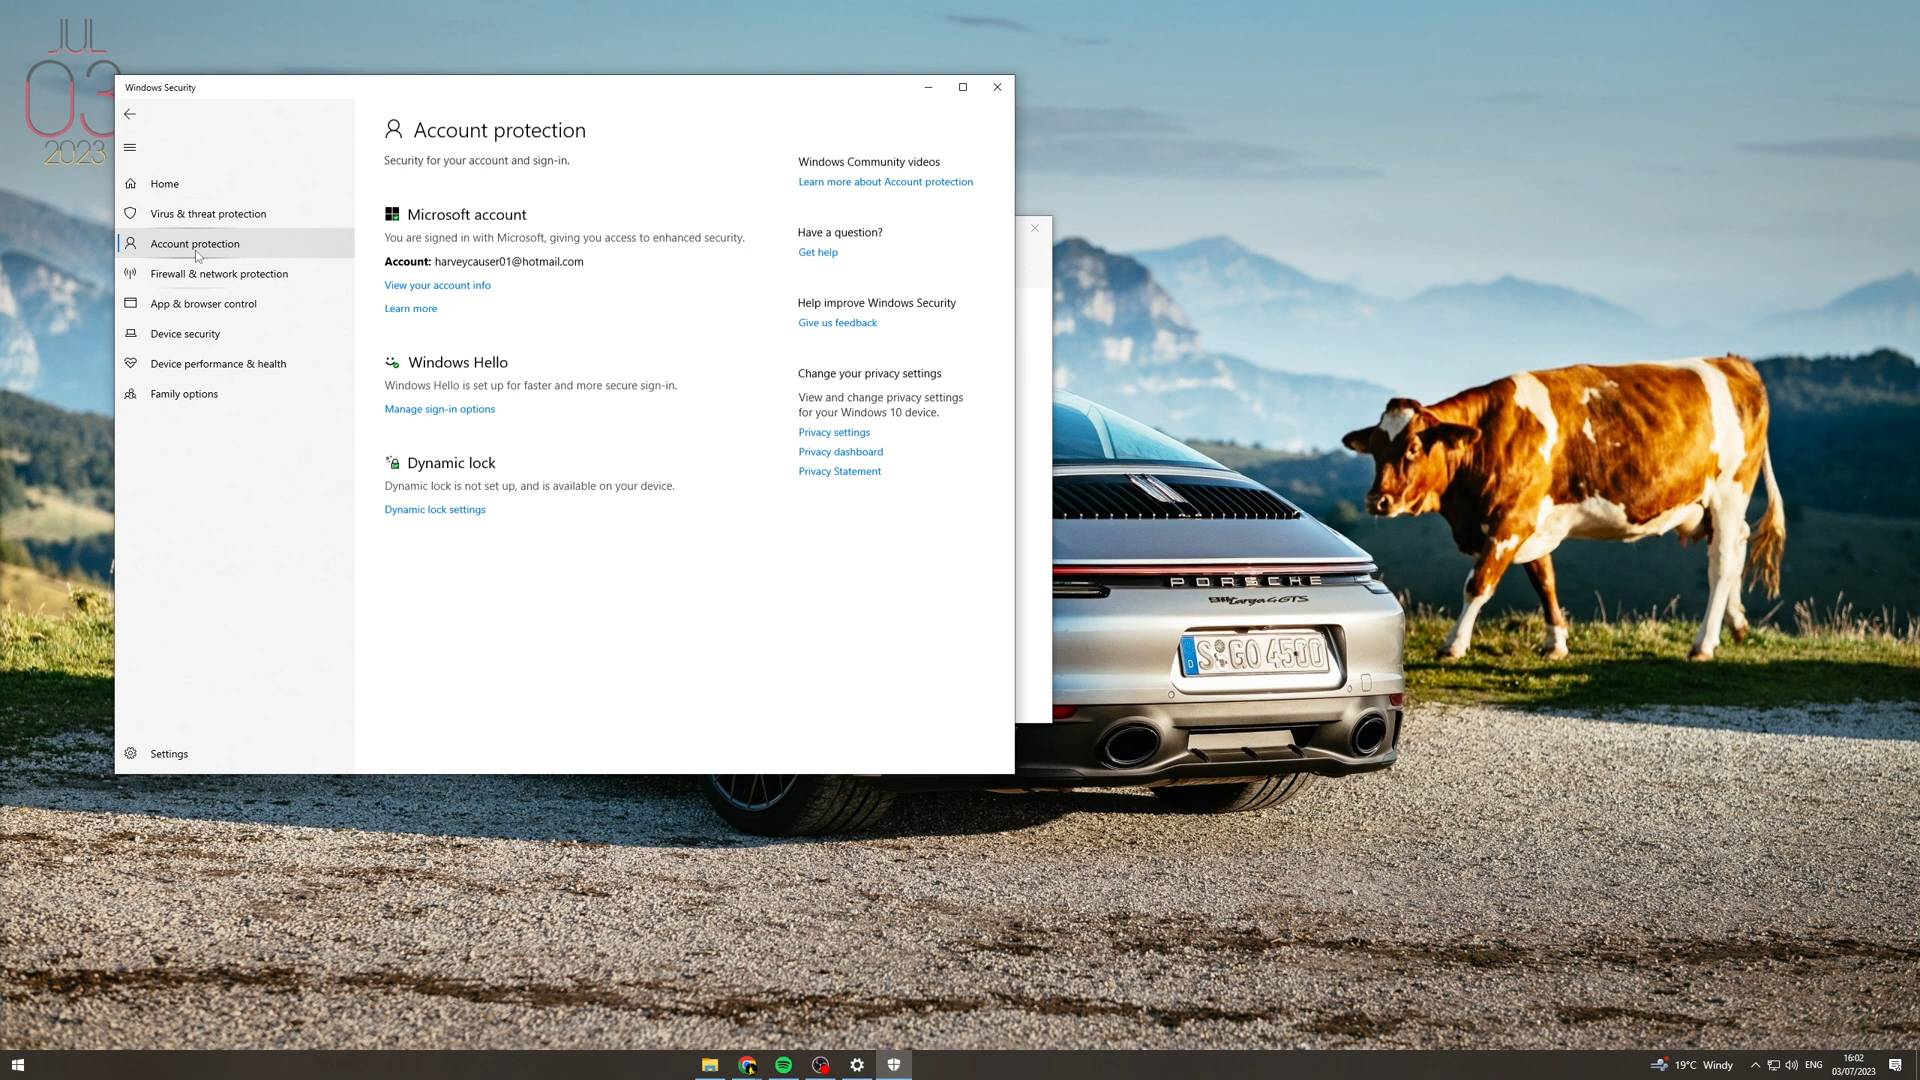 JUL
03
2023
Windows Security
Home
Virus & threat protection
Account protection
Firewall & network protection
App & browser control
Device security
Device performance & health
Family options
Settings
Account protection
Security for your account and sign-in.
Microsoft account
You are signed in with Microsoft, giving you access to enhanced security.
Account: harveycauser01@hotmail.com
View your account info
Learn more
Windows Hello
Windows Hello is set up for faster and more secure sign-in.
Manage sign-in options
Dynamic lock
Dynamic lock is not set up, and is available on your device.
Dynamic lock settings
Windows Community videos
Learn more about Account protection
Have a question?
Get help
Help improve Windows Security
Give us feedback
Change your privacy settings
View and change privacy settings
for your Windows 10 device.
Privacy settings
Privacy dashboard
Privacy Statement
PORSCHE
911 targa 4 GTS
S GO 4500
19°C Windy
ENG
16:02
03/07/2023